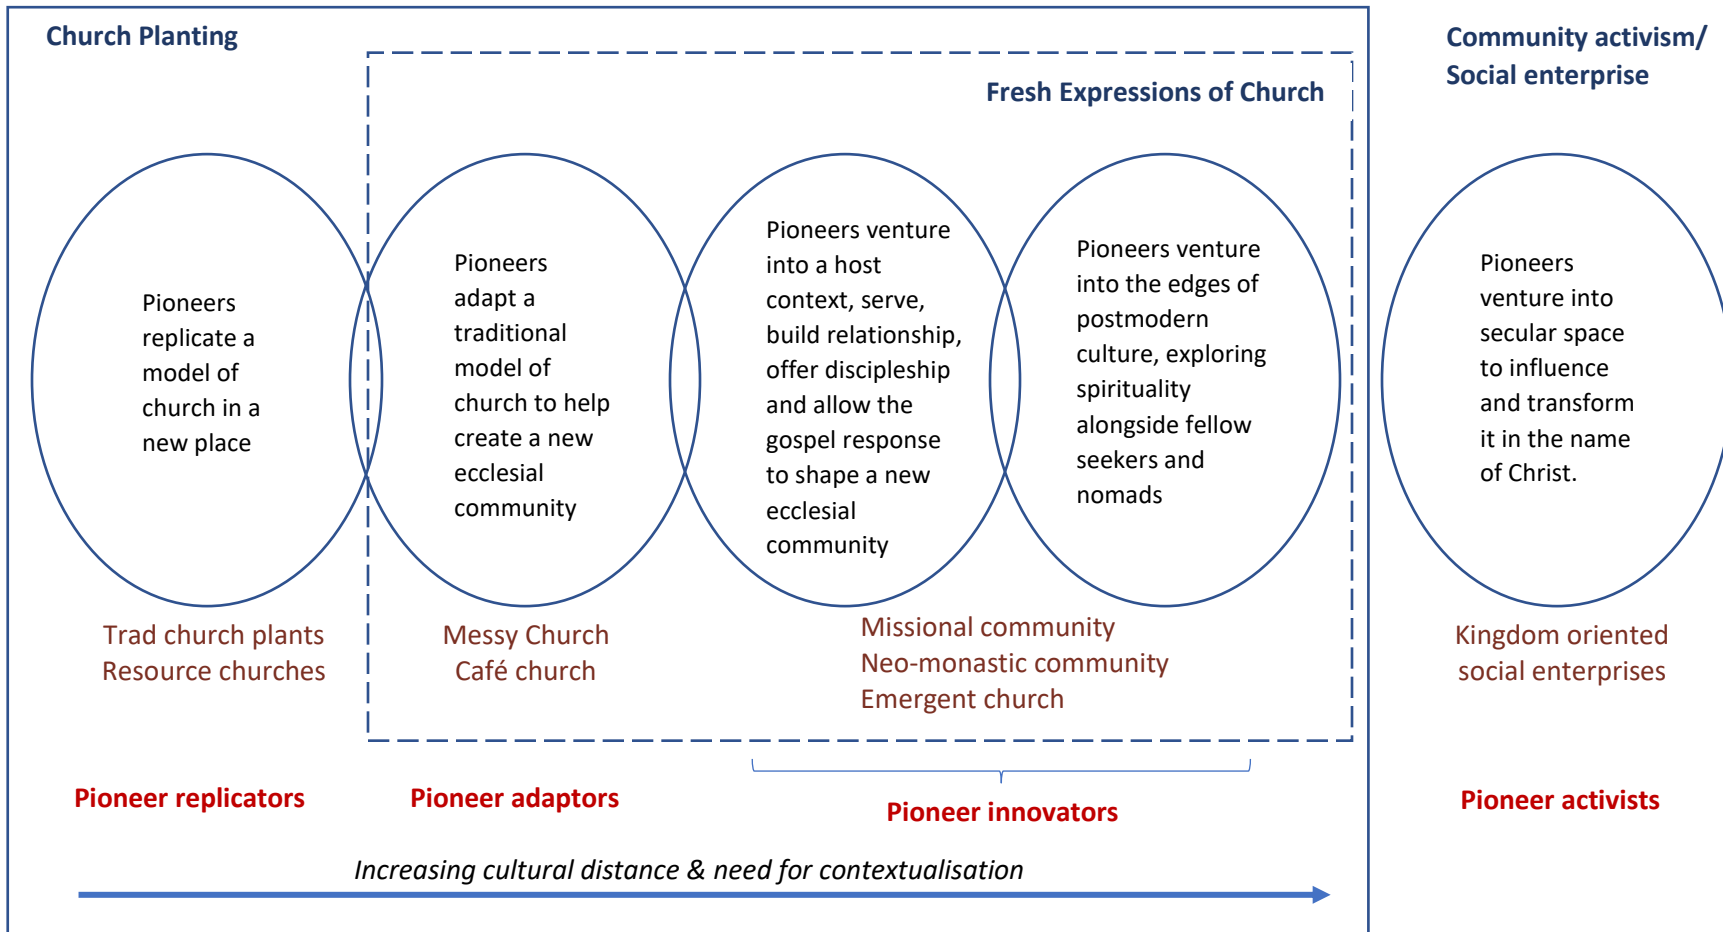 Church Planting
Community activism/
Social enterprise
Fresh Expressions of Church
Pioneers
replicate a
model of
church in a
new place
Pioneers
adapt a
traditional
model of
church to help
create a new
ecclesial
community
Pioneers venture
into a host
context, serve,
build relationship,
offer discipleship
and allow the
gospel response
to shape a new
ecclesial
community
Pioneers venture
into the edges of
postmodern
culture, exploring
spirituality
alongside fellow
seekers and
nomads
Pioneers
venture into
secular space
to influence
and transform
it in the name
of Christ.
Trad church plants
Resource churches
Messy Church
Café church
Missional community
Neo-monastic community
Emergent church
Kingdom oriented
social enterprises
Pioneer replicators
Pioneer adaptors
Pioneer innovators
Pioneer activists
Increasing cultural distance & need for contextualisation